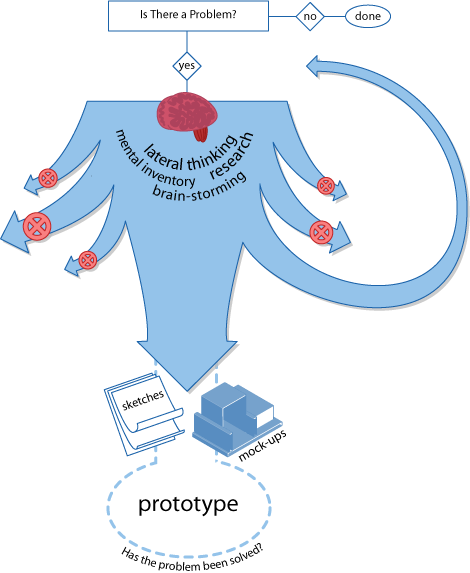 Is There a Problem?
no
done
yes
lateral thinking
research
mental inventory
brain-storming
sketches
mock-ups
prototype
Has the problem been solved?